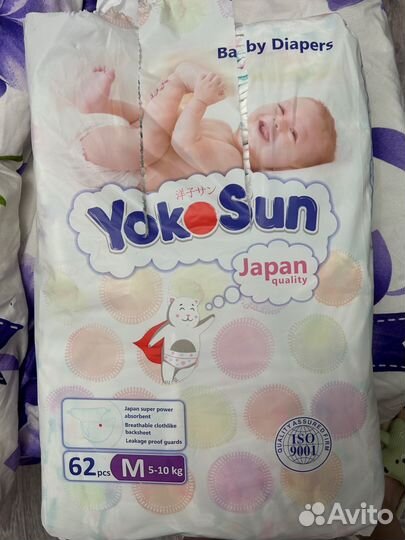 Baby Diapers
洋子サン
YokoSun
Japan
quality
Japan super power
absorbent
Breathable clothlike
backsheet
Leakage proof guards
62 pcs M 5-10 kg
QUALITY ASSURED FIRM
ISO
9001
Avito